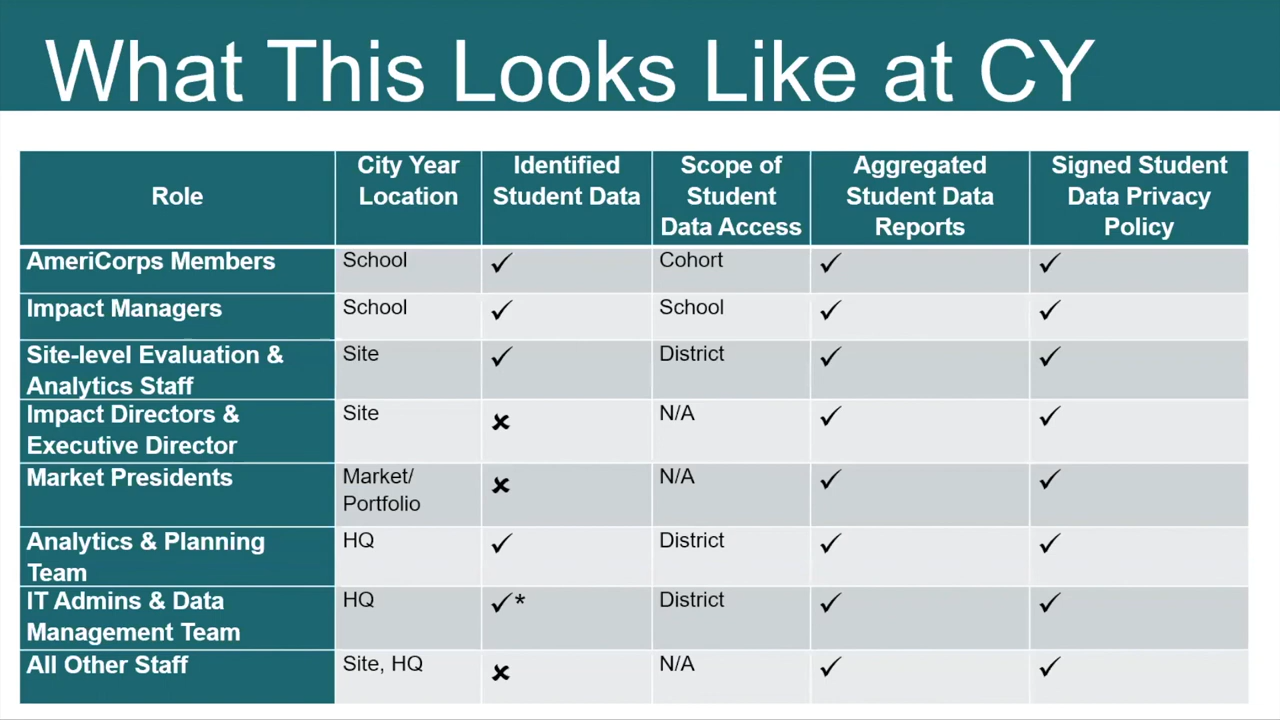 What This Looks Like at CY
Role
City Year
Location
Identified
Student Data
Scope of
Student
Data Access
Aggregated
Student Data
Reports
Signed Student
Data Privacy
Policy
AmeriCorps Members
School
✓
Cohort
✓
✓
Impact Managers
School
✓
School
✓
✓
Site-level Evaluation &
Analytics Staff
Site
✓
District
✓
✓
Impact Directors &
Executive Director
Site
✘
N/A
✓
✓
Market Presidents
Market/
Portfolio
✘
N/A
✓
✓
Analytics & Planning
Team
HQ
✓
District
✓
✓
IT Admins & Data
Management Team
HQ
✓*
District
✓
✓
All Other Staff
Site, HQ
✘
N/A
✓
✓